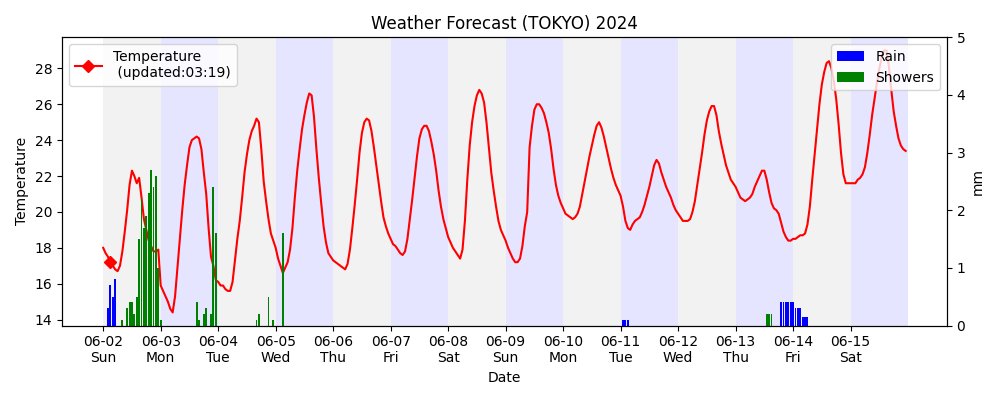 Weather Forecast (TOKYO) 2024
Temperature
(updated:03:19)
Rain
Showers
Temperature
28
26
24
22
20
18
16
14
5
4
3
2
1
0
mm
06-02 06-03 06-04 06-05 06-06 06-07 06-08 06-09 06-10 06-11 06-12 06-13 06-14 06-15
Sun Mon Tue Wed Thu Fri Sat Sun Mon Tue Wed Thu Fri Sat
Date